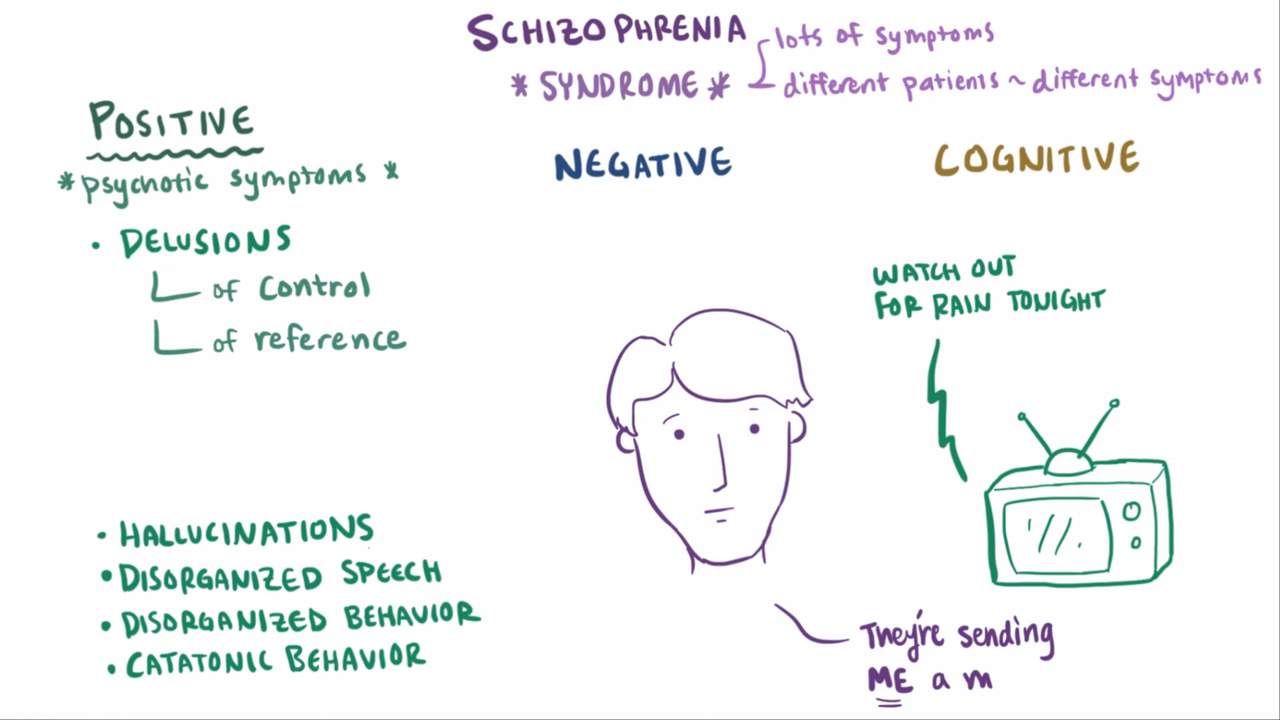 SCHIZOPHRENIA
lots of symptoms
* SYNDROME *
different patients ~ different symptoms
POSITIVE
* psychotic symptoms *
• DELUSIONS
of control
of reference
• HALLUCINATIONS
• DISORGANIZED SPEECH
• DISORGANIZED BEHAVIOR
• CATATONIC BEHAVIOR
NEGATIVE
COGNITIVE
WATCH OUT
FOR RAIN TONIGHT
They're sending
ME a m